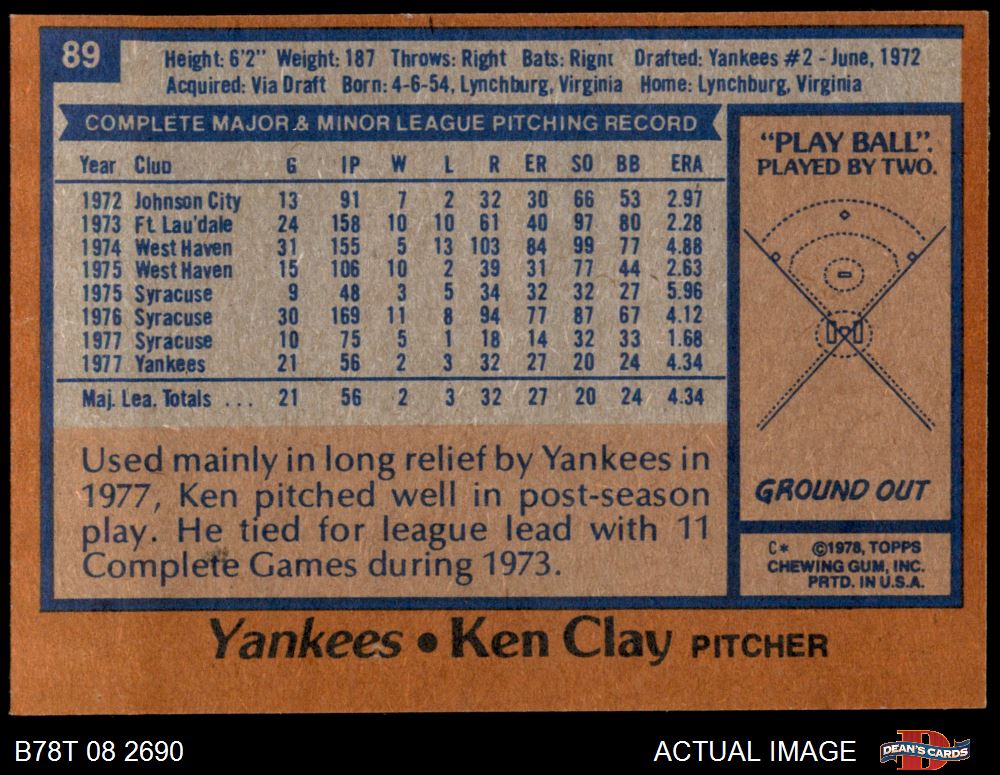 89
Height: 6'2" Weight: 187 Throws: Right Bats: Right Drafted: Yankees #2 - June, 1972
Acquired: Via Draft Born: 4-6-54, Lynchburg, Virginia Home: Lynchburg, Virginia
COMPLETE MAJOR & MINOR LEAGUE PITCHING RECORD
Year Club G IP W L R ER SO BB ERA
1972 Johnson City 13 91 7 2 32 30 66 53 2.97
1973 Ft. Lau'dale 24 158 10 10 61 40 97 80 2.28
1974 West Haven 31 155 5 13 103 84 99 77 4.88
1975 West Haven 15 106 10 2 39 31 77 44 2.63
1975 Syracuse 9 48 3 5 34 32 32 27 5.96
1976 Syracuse 30 169 11 8 94 77 87 67 4.12
1977 Syracuse 10 75 5 1 18 14 32 33 1.68
1977 Yankees 21 56 2 3 32 27 20 24 4.34
Maj. Lea. Totals ... 21 56 2 3 32 27 20 24 4.34
Used mainly in long relief by Yankees in
1977, Ken pitched well in post-season
play. He tied for league lead with 11
Complete Games during 1973.
"PLAY BALL".
PLAYED BY TWO.
GROUND OUT
C* ©1978, TOPPS
CHEWING GUM, INC.
PRTD. IN U.S.A.
Yankees • Ken Clay PITCHER
B78T 08 2690
ACTUAL IMAGE
D
DEAN'S CARDS